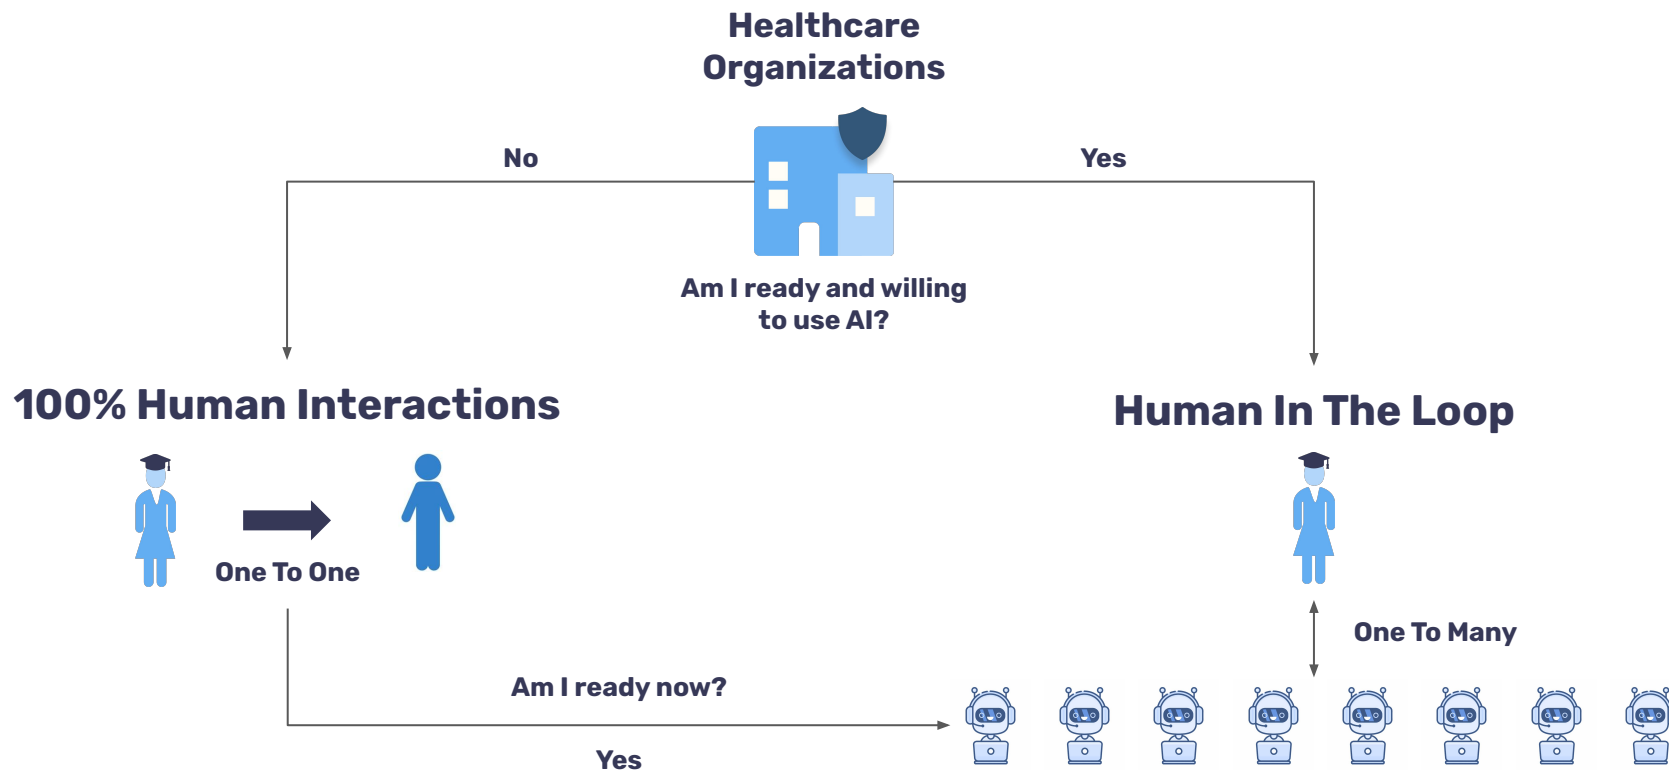 Healthcare
Organizations
No
Yes
Am I ready and willing
to use AI?
100% Human Interactions
Human In The Loop
One To One
One To Many
Am I ready now?
Yes